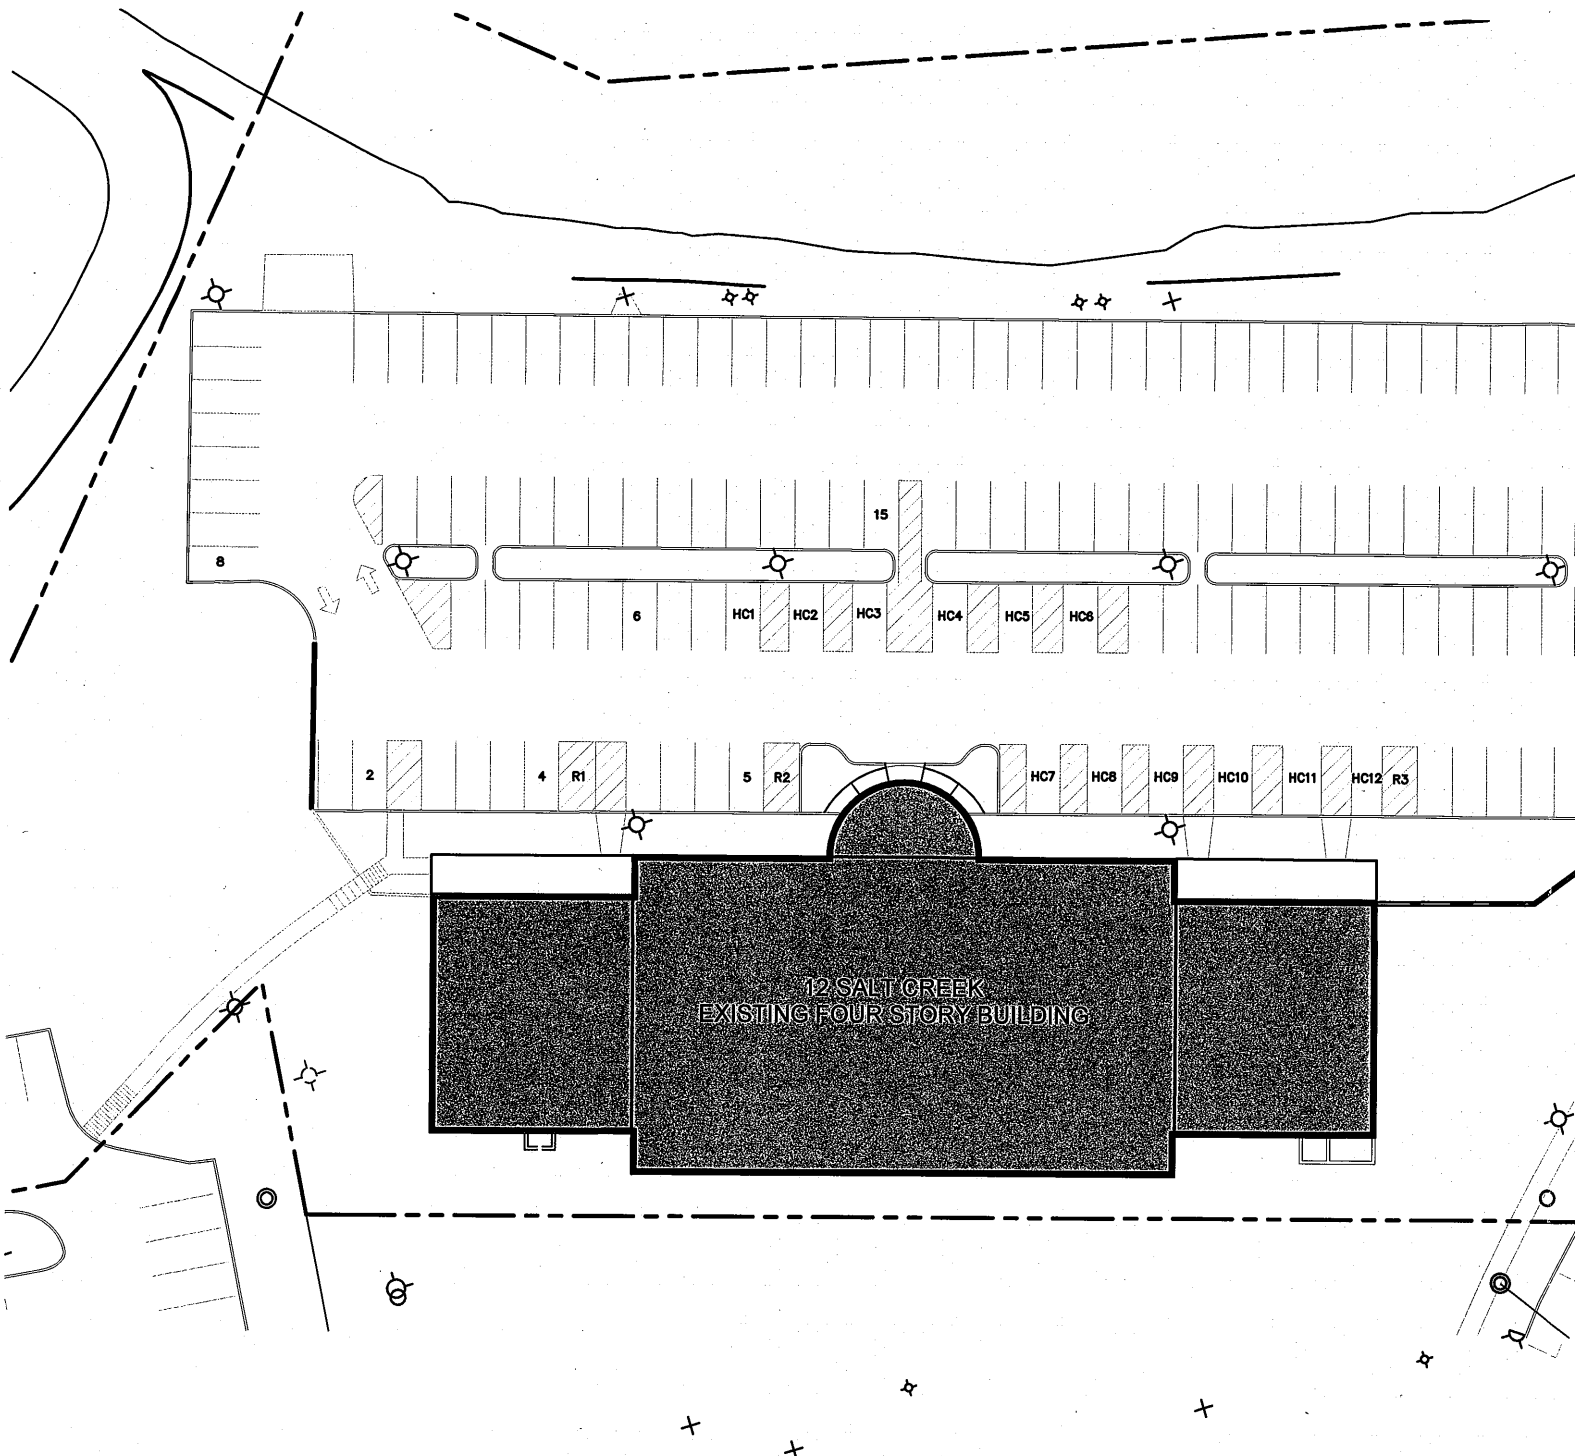 15
8
6 HC1 HC2 HC3 HC4 HC5 HC6
2 4 R1 5 R2 HC7 HC8 HC9 HC10 HC11 HC12 R3
12 SALT CREEK
EXISTING FOUR STORY BUILDING